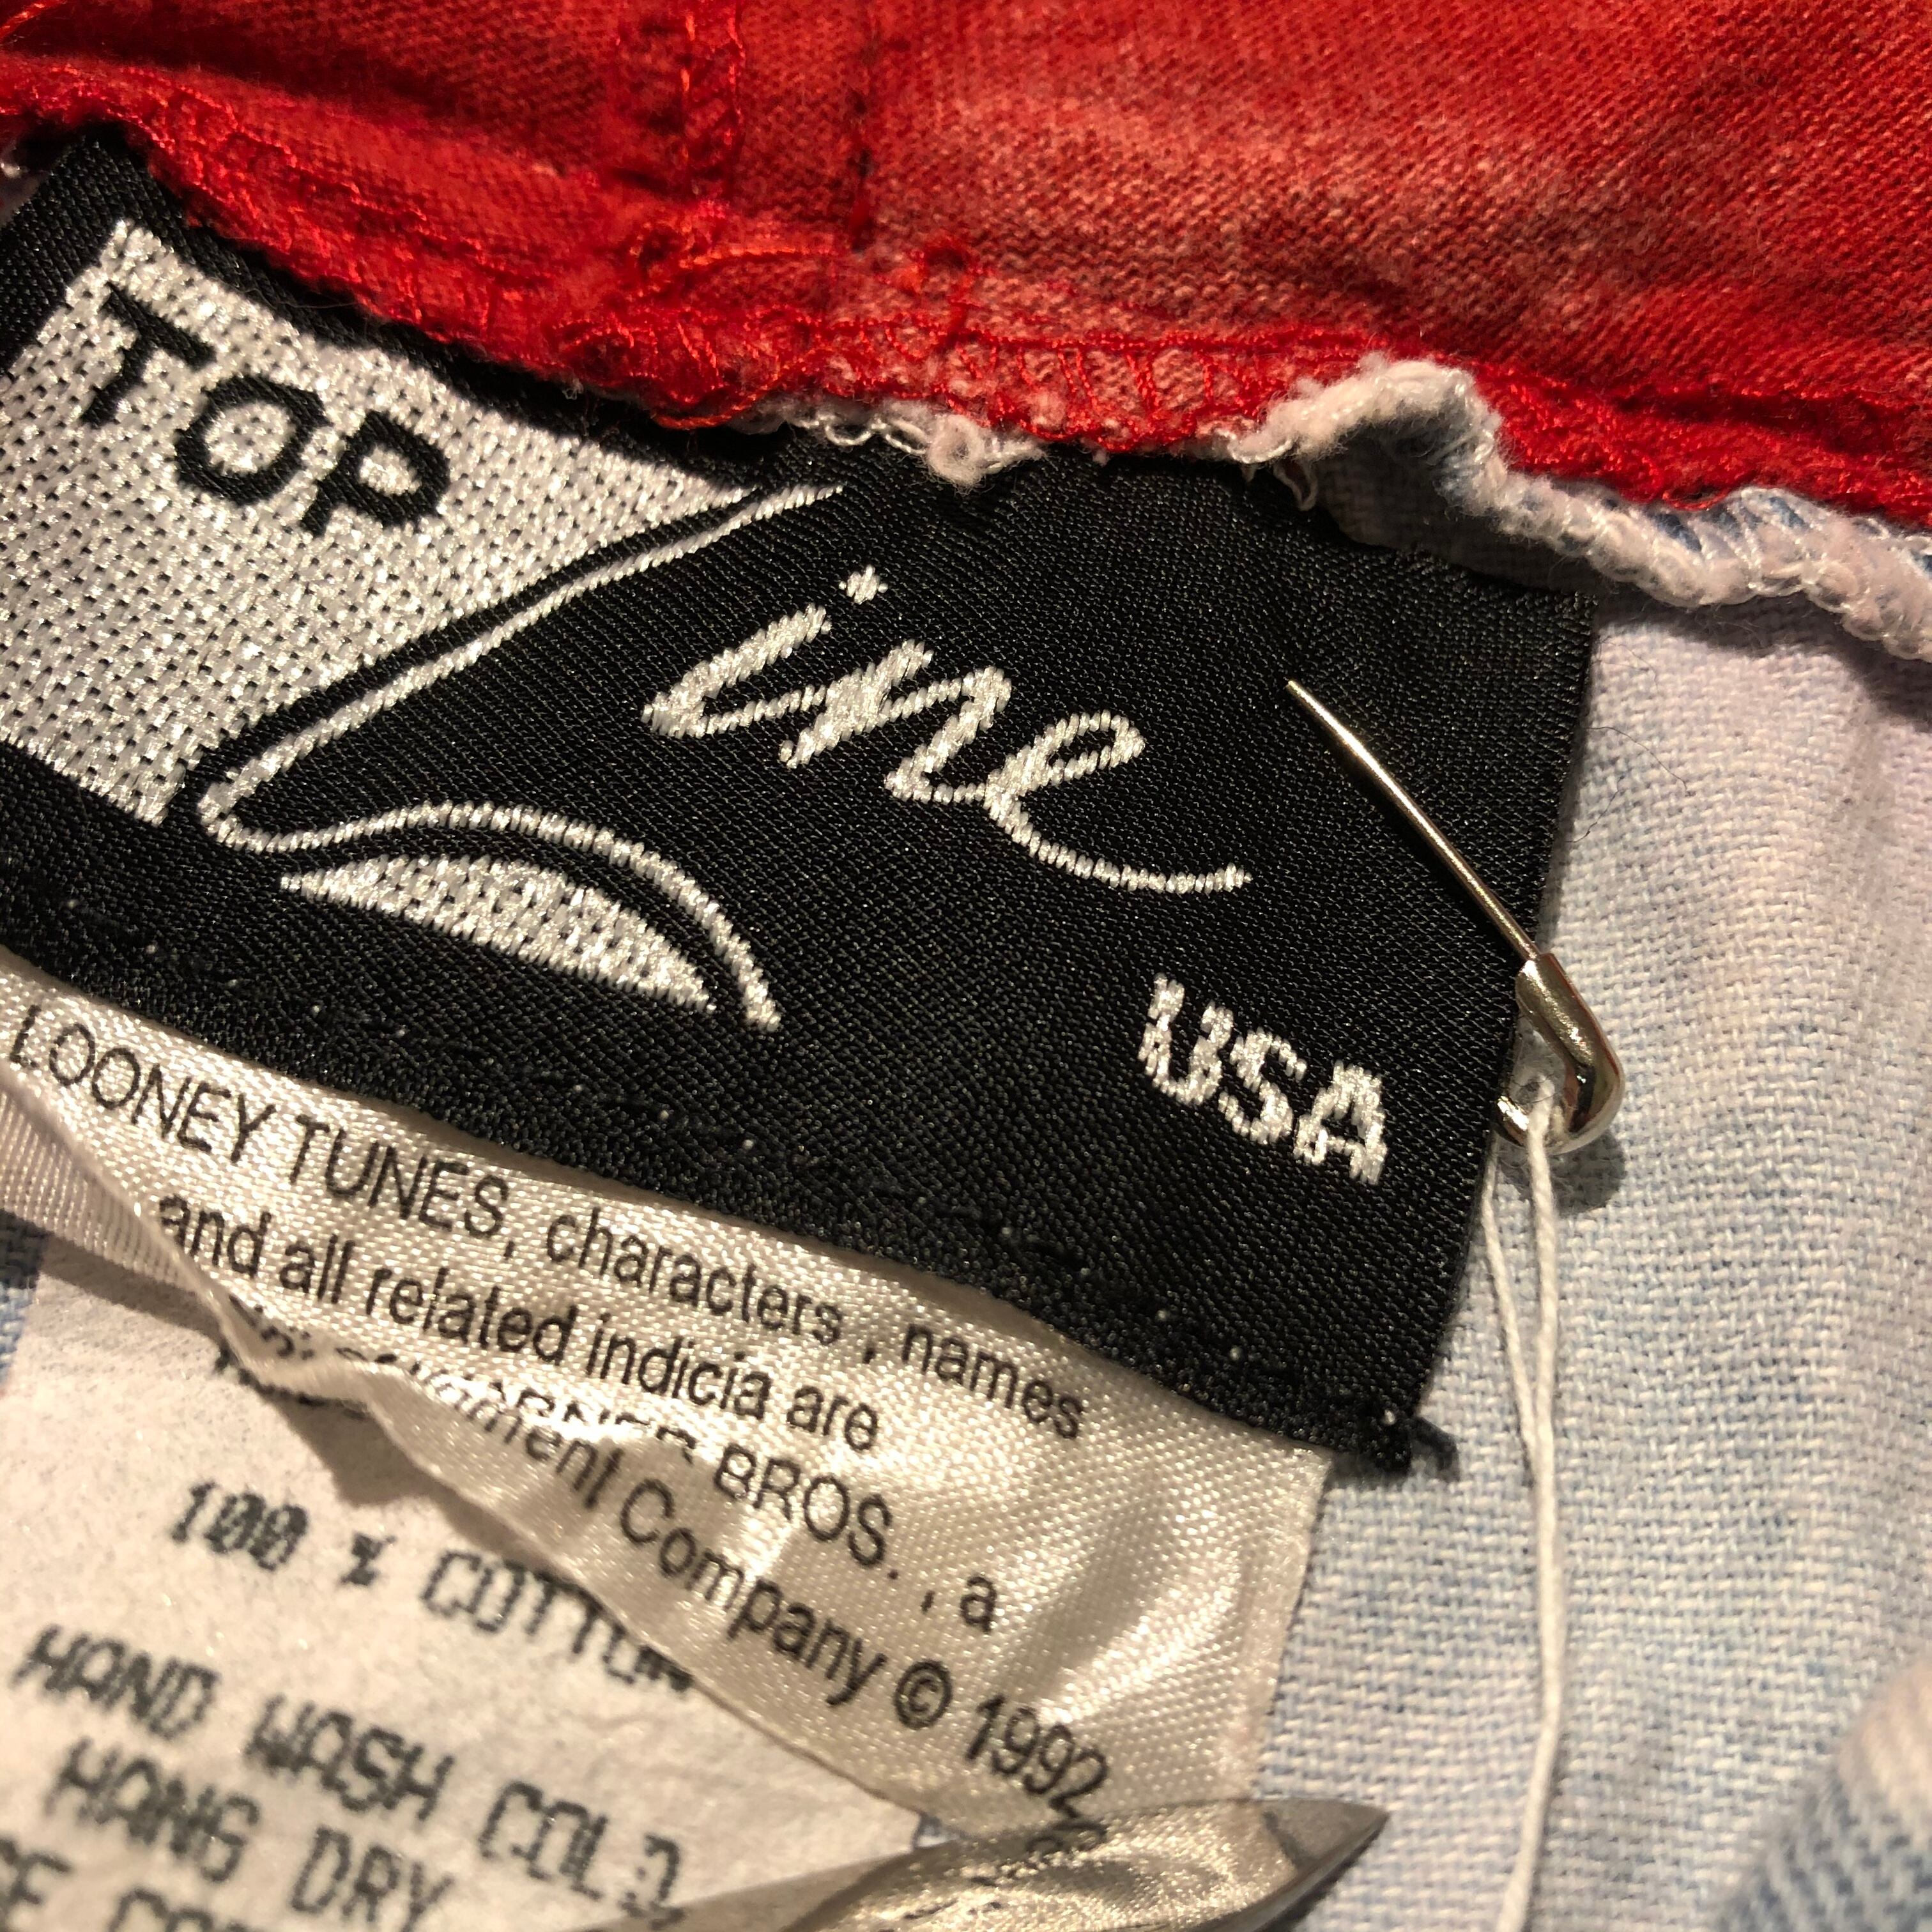 TOP
ine
USA
LOONEY TUNES, characters, names
and all related indicia are
BROS., a
Company © 1992
100 % COTTON
HAND WASH COLD
HANG DRY